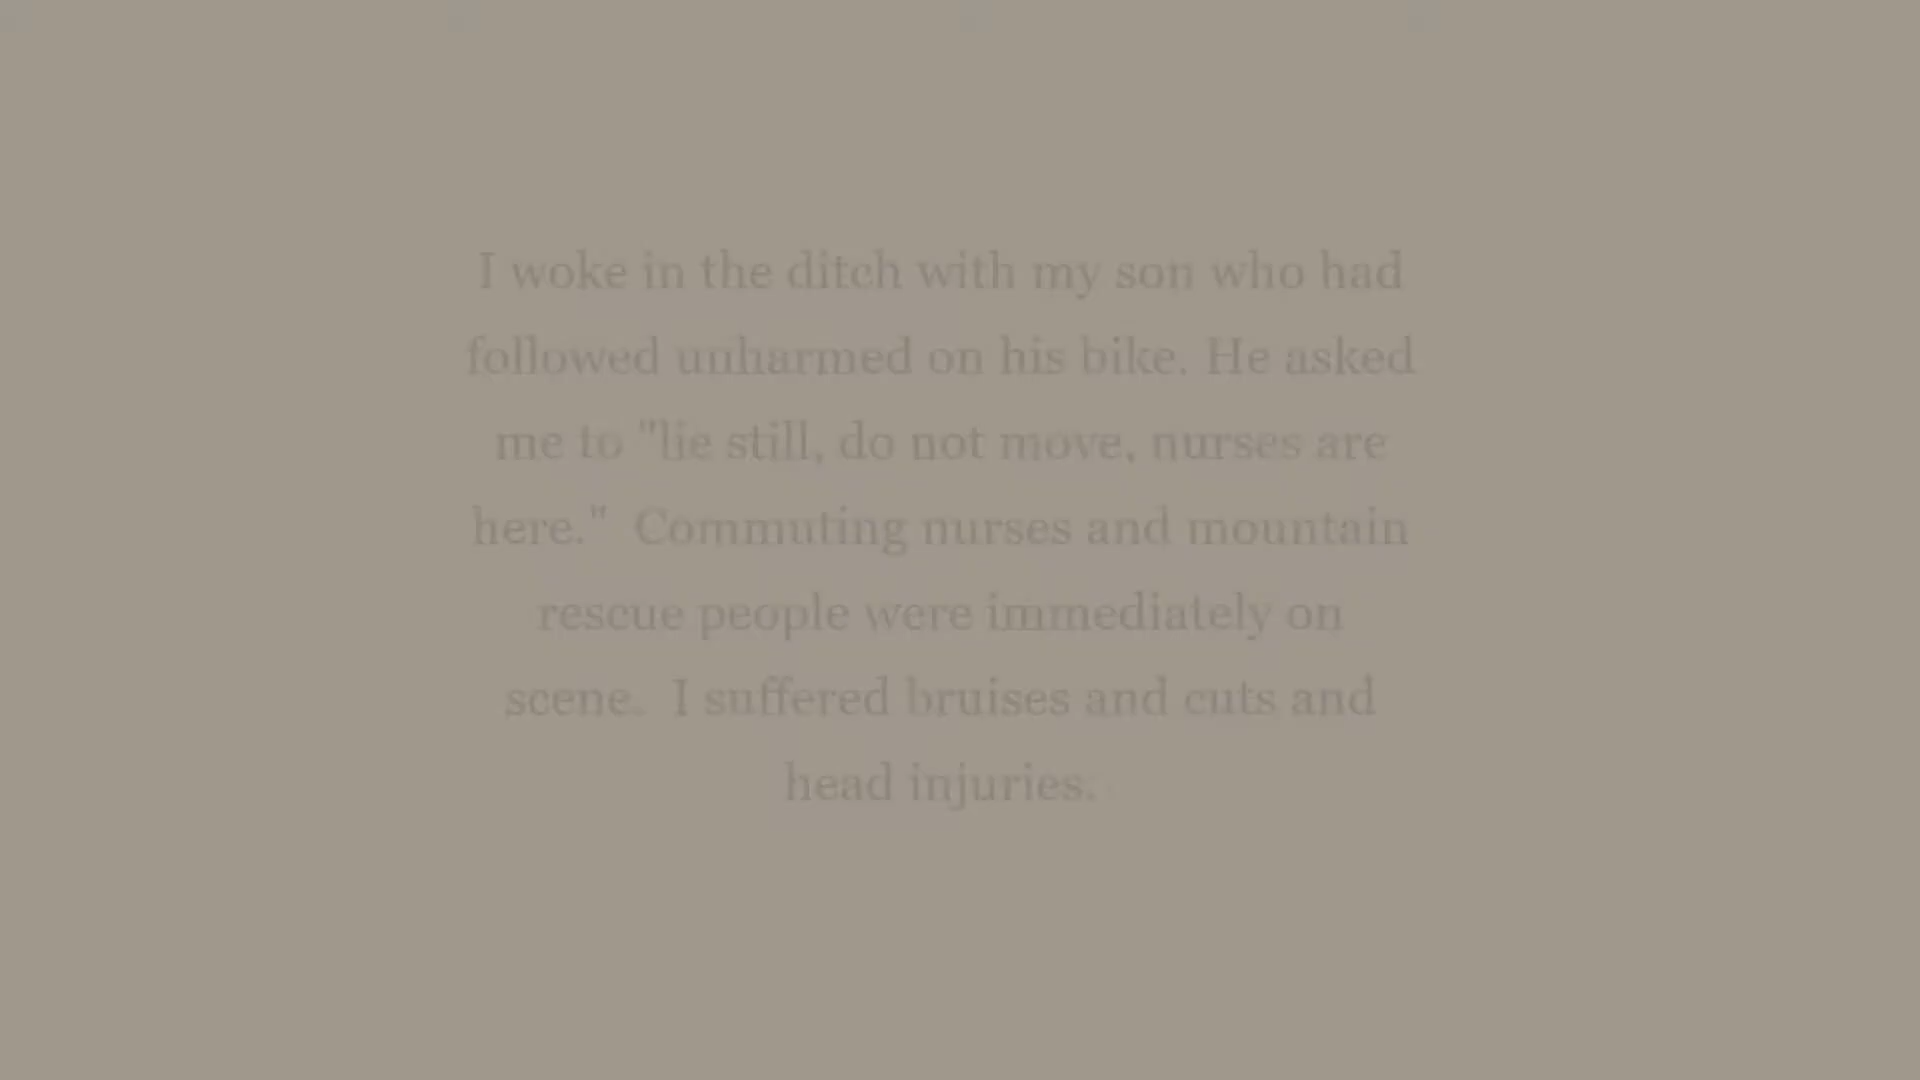 I woke in the ditch with my son who had
followed unharmed on his bike. He asked
me to "lie still, do not move, nurses are
here."  Commuting nurses and mountain
rescue people were immediately on
scene.  I suffered bruises and cuts and
head injuries.